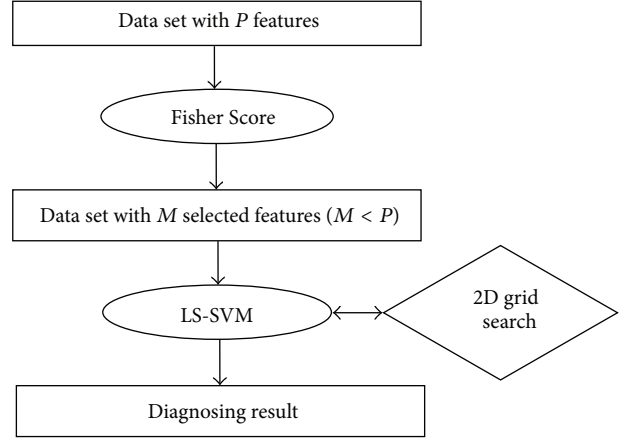 Data set with P features
Fisher Score
Data set with M selected features (M < P)
LS-SVM
2D grid
search
Diagnosing result